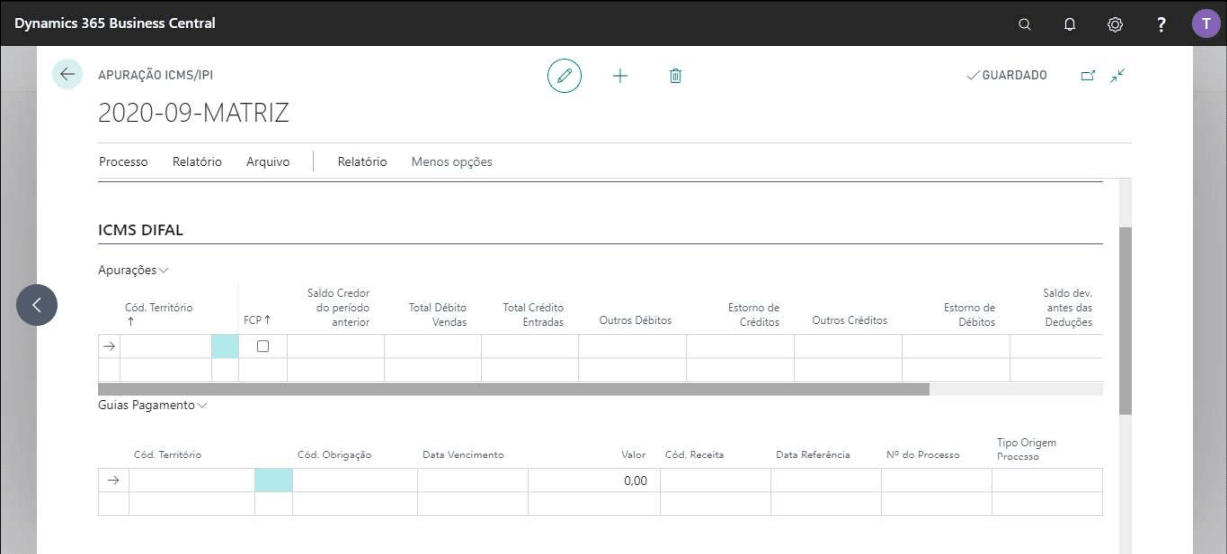 Dynamics 365 Business Central
?
T
APURAÇÃO ICMS/IPI
GUARDADO
2020-09-MATRIZ
Processo Relatório Arquivo Relatório Menos opções
ICMS DIFAL
Apurações
Cód. Território ↑
FCP ↑
Saldo Credor
do período
anterior
Total Débito
Vendas
Total Crédito
Entradas
Outros Débitos
Estorno de
Créditos
Outros Créditos
Estorno de
Débitos
Saldo dev.
antes das
Deduções
Guias Pagamento
Cód. Território
Cód. Obrigação
Data Vencimento
Valor
Cód. Receita
Data Referência
Nº do Processo
Tipo Origem
Processo
0,00